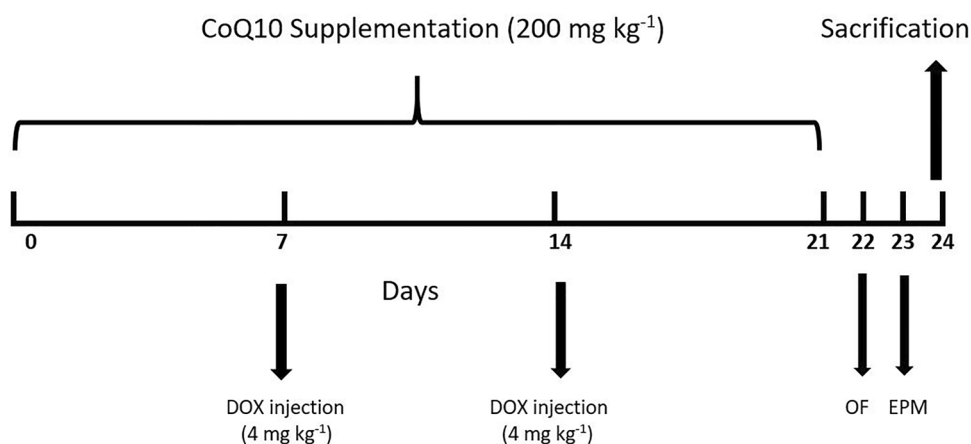 CoQ10 Supplementation (200 mg kg⁻¹)
Sacrification
0 7 14 21 22 23 24
Days
DOX injection
(4 mg kg⁻¹)
DOX injection
(4 mg kg⁻¹)
OF
EPM